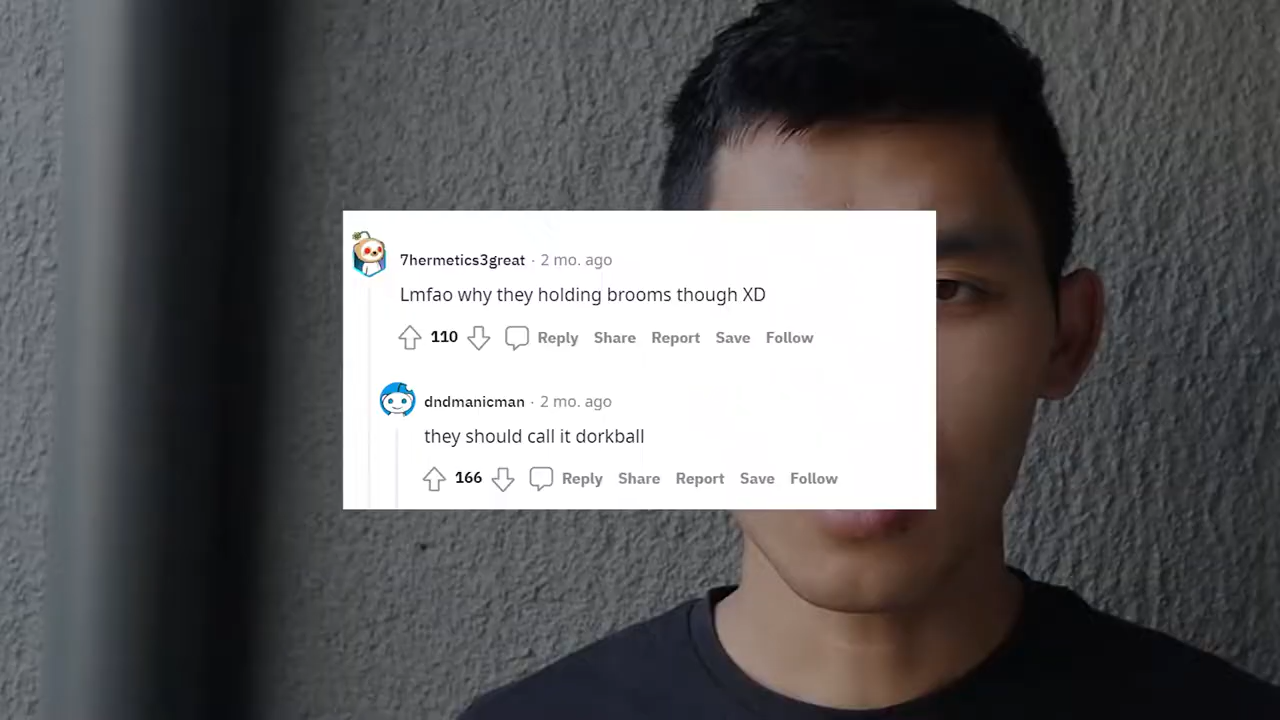 7hermetics3great · 2 mo. ago
Lmfao why they holding brooms though XD
110 Reply Share Report Save Follow
dndmanicman · 2 mo. ago
they should call it dorkball
166 Reply Share Report Save Follow